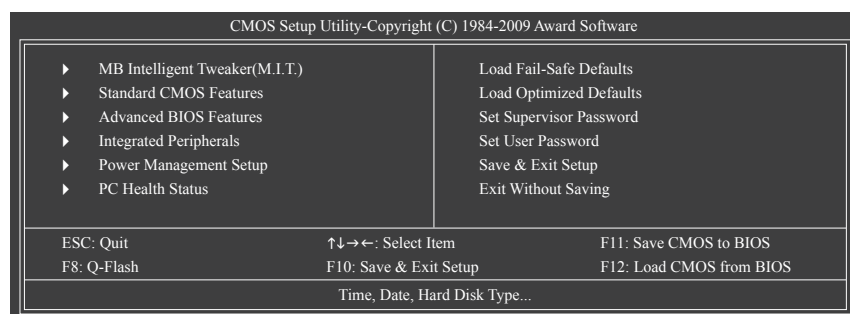 CMOS Setup Utility-Copyright (C) 1984-2009 Award Software
MB Intelligent Tweaker(M.I.T.)
Standard CMOS Features
Advanced BIOS Features
Integrated Peripherals
Power Management Setup
PC Health Status
Load Fail-Safe Defaults
Load Optimized Defaults
Set Supervisor Password
Set User Password
Save & Exit Setup
Exit Without Saving
ESC: Quit ↑↓→←: Select Item F11: Save CMOS to BIOS
F8: Q-Flash F10: Save & Exit Setup F12: Load CMOS from BIOS
Time, Date, Hard Disk Type...